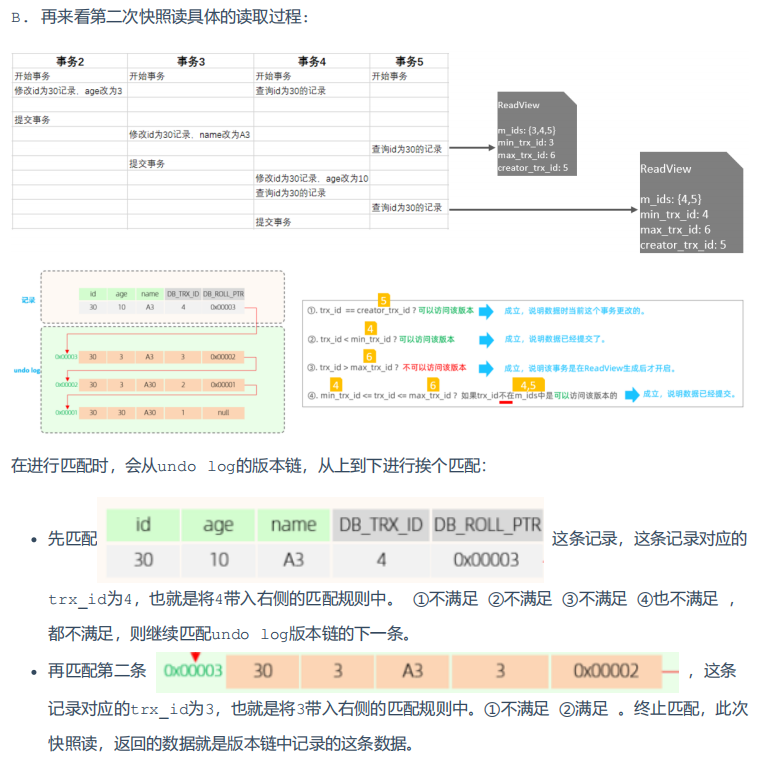 B. 再来看第二次快照读具体的读取过程:
事务2 事务3 事务4 事务5
开始事务 开始事务 开始事务 开始事务
修改id为30记录、age改为3 查询id为30的记录
提交事务
修改id为30记录、name改为A3
查询id为30的记录
提交事务
修改id为30记录、age改为10
查询id为30的记录
查询id为30的记录
提交事务
ReadView
m_ids: {3,4,5}
min_trx_id: 3
max_trx_id: 6
creator_trx_id: 5
ReadView
m_ids: {4,5}
min_trx_id: 4
max_trx_id: 6
creator_trx_id: 5
记录
id age name DB_TRX_ID DB_ROLL_PTR
30 10 A3 4 0x00003
undo log
0x00003 30 3 A3 3 0x00002
0x00002 30 3 A30 2 0x00001
0x00001 30 30 A30 1 null
5
①. trx_id == creator_trx_id ? 可以访问该版本 成立，说明数据时当前这个事务更改的。
4
②. trx_id < min_trx_id ? 可以访问该版本 成立，说明数据已经提交了。
6
③. trx_id > max_trx_id ? 不可以访问该版本 成立，说明该事务是在ReadView生成后才开启。
4 6 4,5
④. min_trx_id <= trx_id <= max_trx_id ? 如果trx_id不在m_ids中是可以访问该版本的 成立，说明数据已经提交。
在进行匹配时，会从undo log的版本链，从上到下进行挨个匹配：
• 先匹配 id age name DB_TRX_ID DB_ROLL_PTR
30 10 A3 4 0x00003 这条记录，这条记录对应的
trx_id为4，也就是将4带入右侧的匹配规则中。 ①不满足 ②不满足 ③不满足 ④也不满足 ，
都不满足，则继续匹配undo log版本链的下一条。
• 再匹配第二条 0x00003 30 3 A3 3 0x00002 ，这条
记录对应的trx_id为3，也就是将3带入右侧的匹配规则中。①不满足 ②满足 。终止匹配，此次
快照读，返回的数据就是版本链中记录的这条数据。